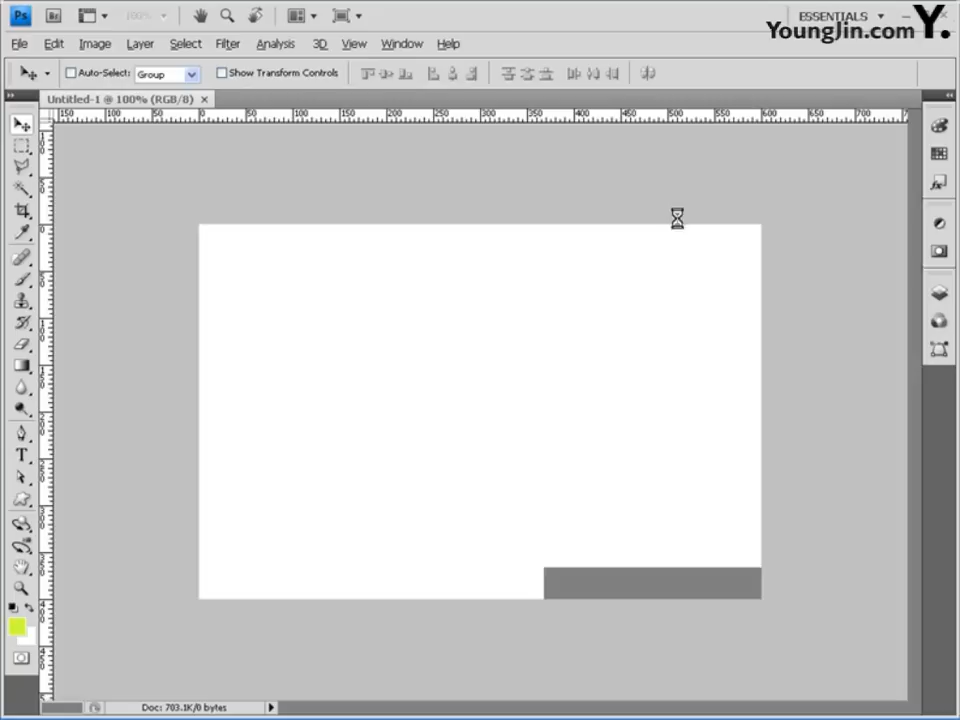 Ps Br 100% ESSENTIALS
YoungJin.com Y.
File Edit Image Layer Select Filter Analysis 3D View Window Help
Auto-Select: Group Show Transform Controls
Untitled-1 @ 100% (RGB/8)
150 100 50 0 50 100 150 200 250 300 350 400 450 500 550 600 650 700
T
Doc: 703.1K/0 bytes